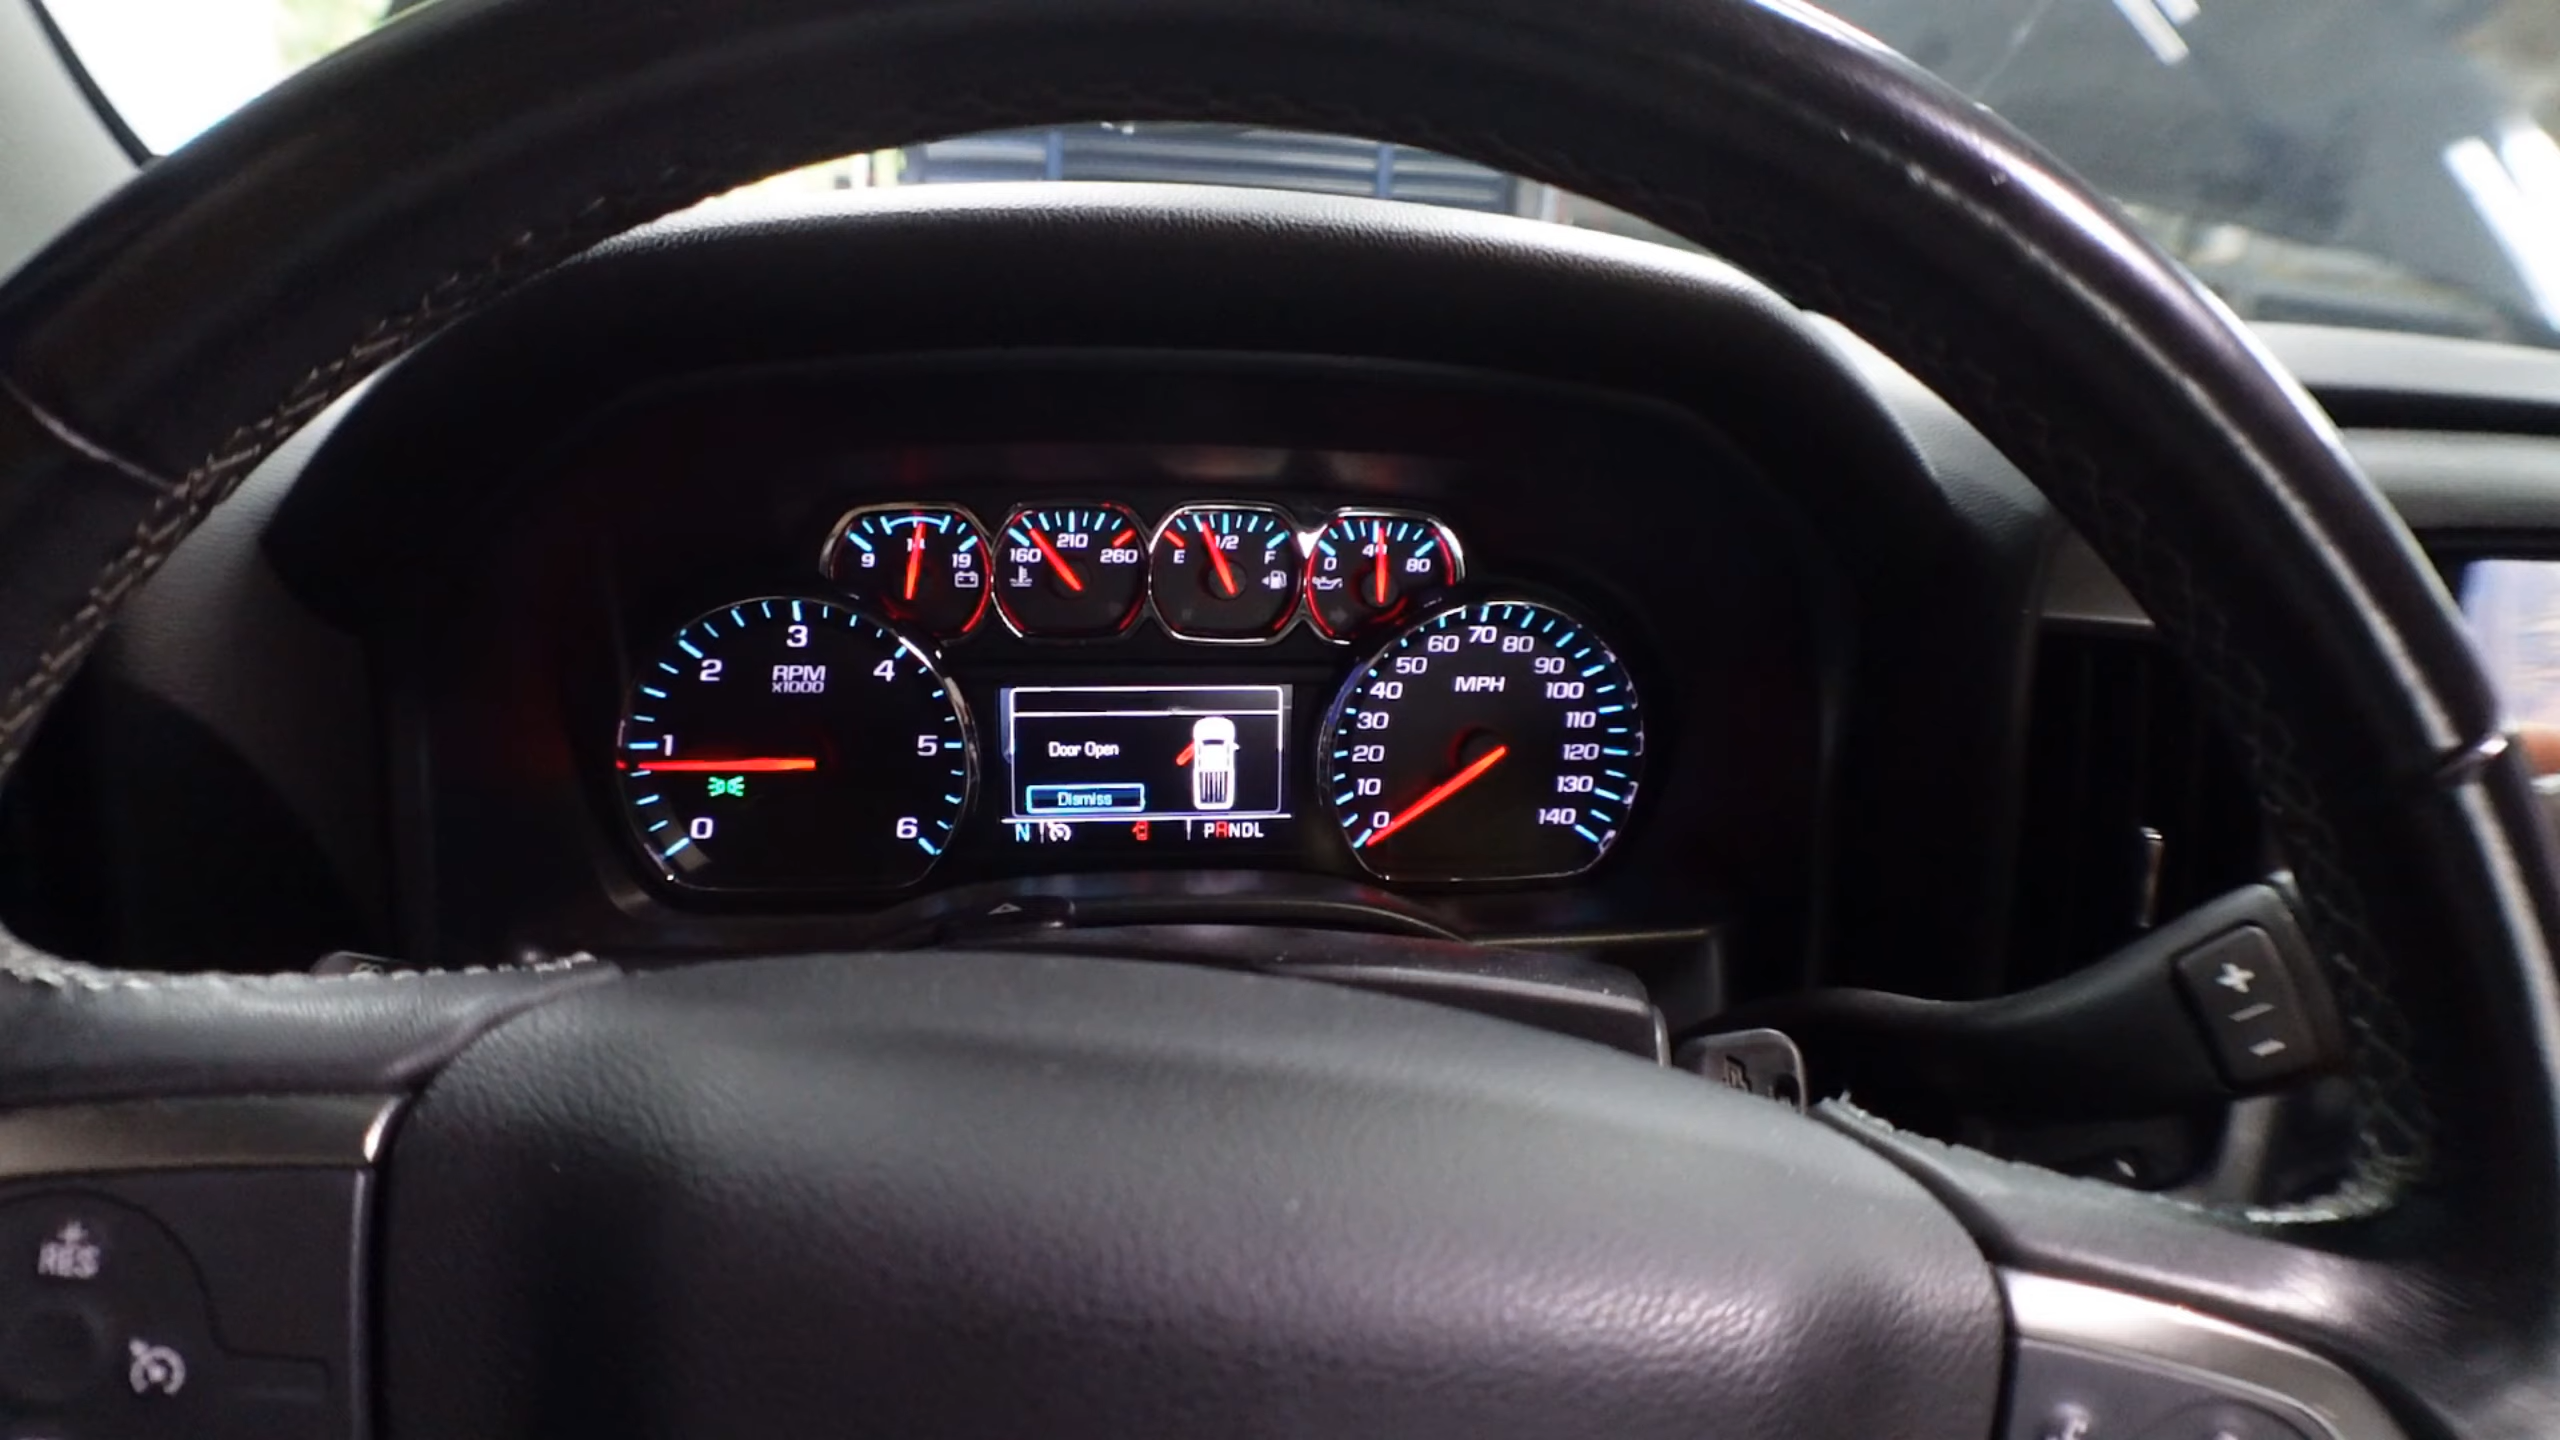 9 14 19
160 210 260
E 1/2 F
0 40 80
0 1 2 3 4 5 6
RPM
x1000
Door Open
Dismiss
N
PRNDL
0 10 20 30 40 50 60 70 80 90 100 110 120 130 140
MPH
+
−
+
RES